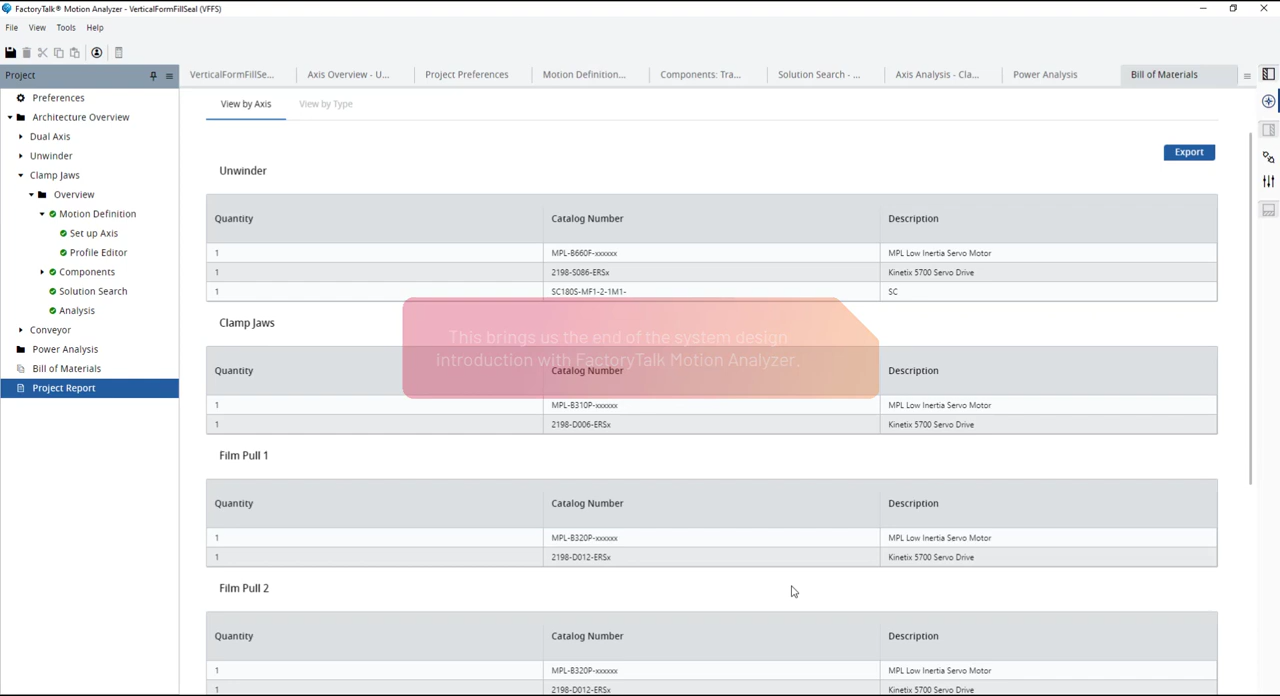 FactoryTalk® Motion Analyzer - VerticalFormFillSeal (VFFS)
File View Tools Help
Project
VerticalFormFillSe...
Axis Overview - U...
Project Preferences
Motion Definition...
Components: Tra...
Solution Search - ...
Axis Analysis - Cla...
Power Analysis
Bill of Materials
Preferences
Architecture Overview
Dual Axis
Unwinder
Clamp Jaws
Overview
Motion Definition
Set up Axis
Profile Editor
Components
Solution Search
Analysis
Conveyor
Power Analysis
Bill of Materials
Project Report
View by Axis
View by Type
Export
Unwinder
Quantity Catalog Number Description
1 MPL-B660F-xxxxxx MPL Low Inertia Servo Motor
1 2198-S086-ERSx Kinetix 5700 Servo Drive
1 SC180S-MF1-2-1M1- SC
Clamp Jaws
This brings us the end of the system design
introduction with FactoryTalk Motion Analyzer.
Quantity Catalog Number Description
1 MPL-B310P-xxxxxx MPL Low Inertia Servo Motor
1 2198-D006-ERSx Kinetix 5700 Servo Drive
Film Pull 1
Quantity Catalog Number Description
1 MPL-B320P-xxxxxx MPL Low Inertia Servo Motor
1 2198-D012-ERSx Kinetix 5700 Servo Drive
Film Pull 2
Quantity Catalog Number Description
1 MPL-B320P-xxxxxx MPL Low Inertia Servo Motor
1 2198-D012-ERSx Kinetix 5700 Servo Drive